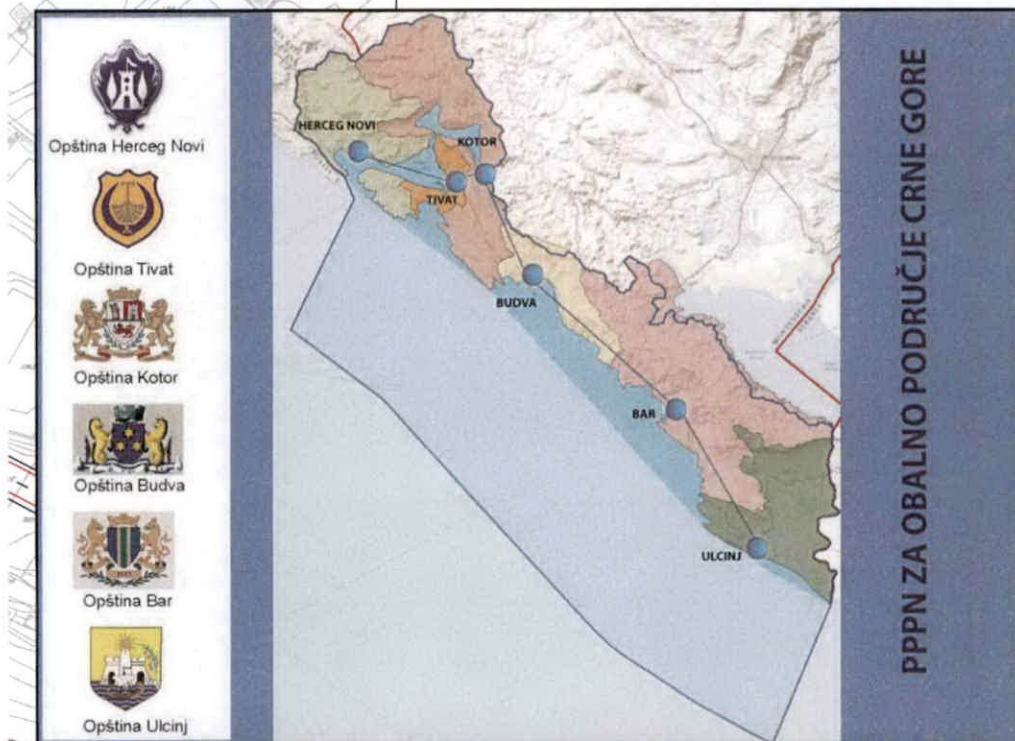 Opština Herceg Novi
Opština Tivat
Opština Kotor
Opština Budva
Opština Bar
Opština Ulcinj
HERCEG NOVI
KOTOR
TIVAT
BUDVA
BAR
ULCINJ
PPPN ZA OBALNO PODRUČJE CRNE GORE